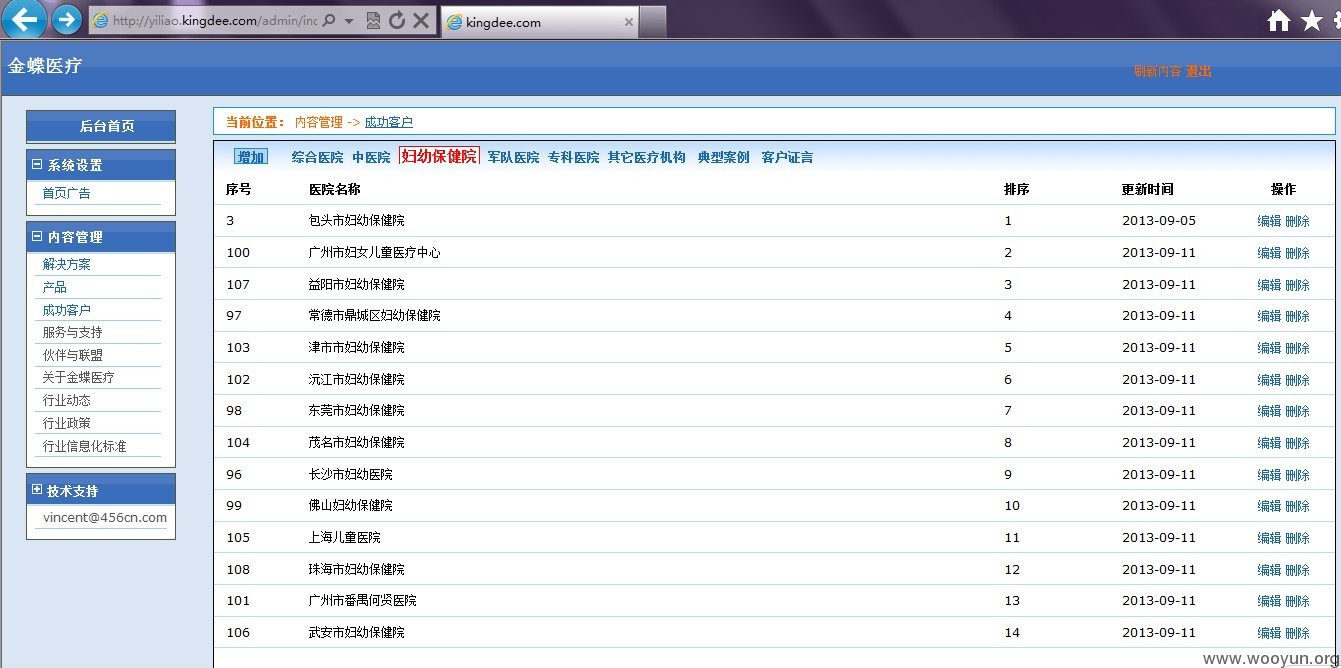 http://yiliao.kingdee.com/admin/inc
kingdee.com
金蝶医疗
刷新内容 退出
后台首页
系统设置
首页广告
内容管理
解决方案
产品
成功客户
服务与支持
伙伴与联盟
关于金蝶医疗
行业动态
行业政策
行业信息化标准
技术支持
vincent@456cn.com
当前位置: 内容管理 -> 成功客户
增加 综合医院 中医院 妇幼保健院 军队医院 专科医院 其它医疗机构 典型案例 客户证言
序号 医院名称 排序 更新时间 操作
3 包头市妇幼保健院 1 2013-09-05 编辑 删除
100 广州市妇女儿童医疗中心 2 2013-09-11 编辑 删除
107 益阳市妇幼保健院 3 2013-09-11 编辑 删除
97 常德市鼎城区妇幼保健院 4 2013-09-11 编辑 删除
103 津市市妇幼保健院 5 2013-09-11 编辑 删除
102 沅江市妇幼保健院 6 2013-09-11 编辑 删除
98 东莞市妇幼保健院 7 2013-09-11 编辑 删除
104 茂名市妇幼保健院 8 2013-09-11 编辑 删除
96 长沙市妇幼医院 9 2013-09-11 编辑 删除
99 佛山妇幼保健院 10 2013-09-11 编辑 删除
105 上海儿童医院 11 2013-09-11 编辑 删除
108 珠海市妇幼保健院 12 2013-09-11 编辑 删除
101 广州市番禺何贤医院 13 2013-09-11 编辑 删除
106 武安市妇幼保健院 14 2013-09-11 编辑 删除
www.wooyun.org